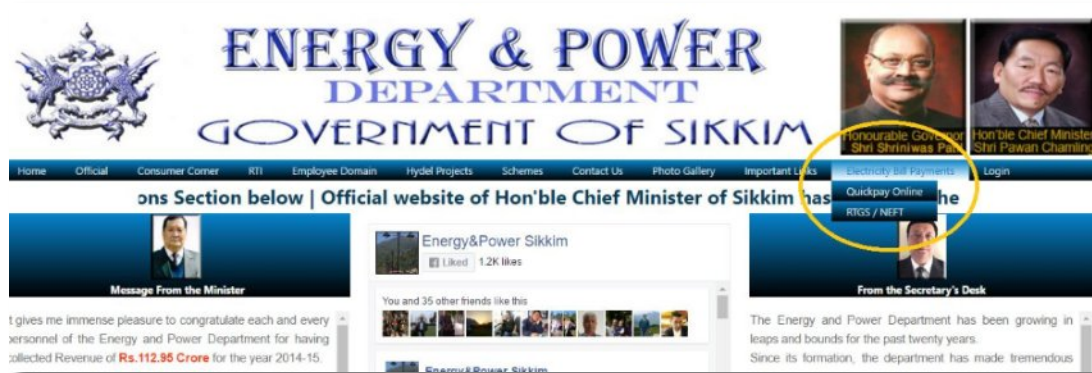 ENERGY & POWER
DEPARTMENT
GOVERNMENT OF SIKKIM
Honourable Governor
Shri Shriniwas Patil
Hon'ble Chief Minister
Shri Pawan Chamling
Home Official Consumer Corner RTI Employee Domain Hydel Projects Schemes Contact Us Photo Gallery Important Links Electricity Bill Payments Login
Quickpay Online
RTGS / NEFT
ons Section below | Official website of Hon'ble Chief Minister of Sikkim has he
Message From the Minister
t gives me immense pleasure to congratulate each and every
personnel of the Energy and Power Department for having
collected Revenue of Rs.112.95 Crore for the year 2014-15.
Energy&Power Sikkim
Liked 1.2K likes
You and 35 other friends like this
Energy&Power Sikkim
From the Secretary's Desk
The Energy and Power Department has been growing in
leaps and bounds for the past twenty years.
Since its formation, the department has made tremendous